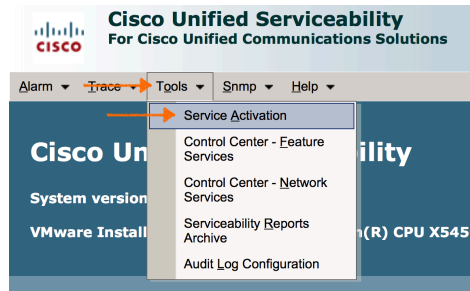 Cisco Unified Serviceability
CISCO
For Cisco Unified Communications Solutions
Alarm Trace Tools Snmp Help
Service Activation
Control Center - Feature
Services
Control Center - Network
Services
Serviceability Reports
Archive
Audit Log Configuration
Cisco Un ility
System version
VMware Install (R) CPU X545